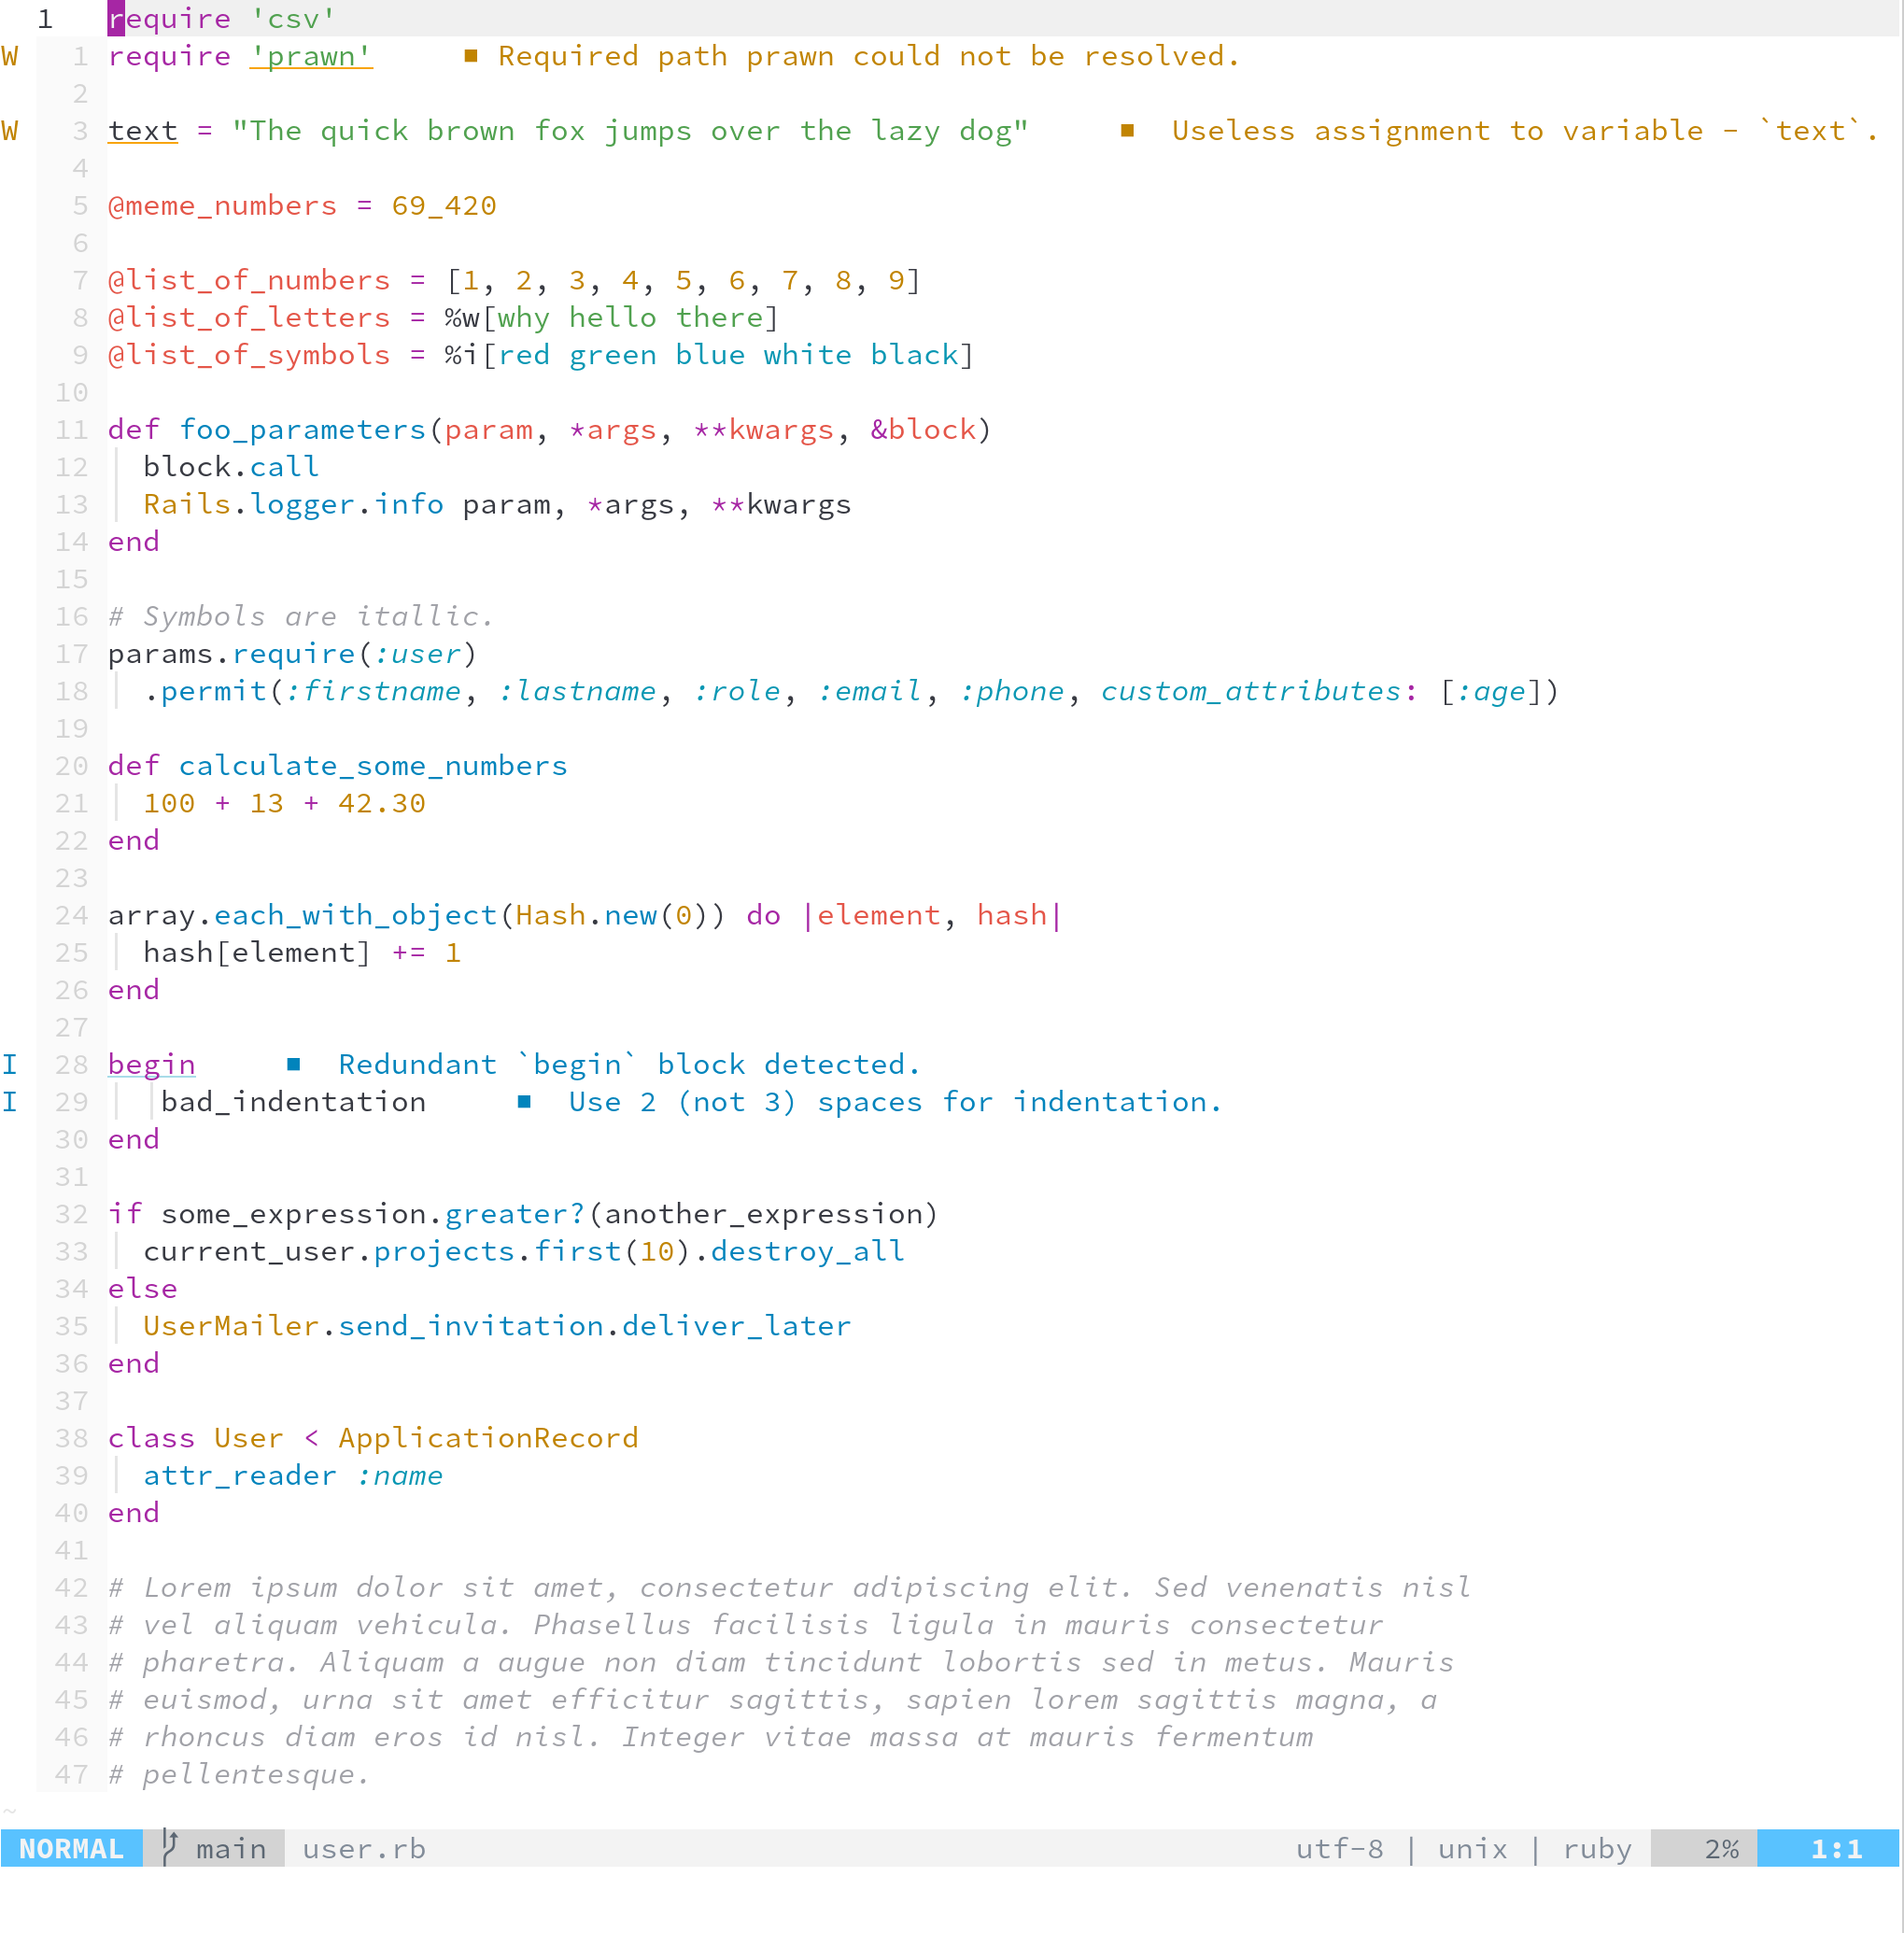 1 require 'csv'
W 1 require 'prawn' ■ Required path prawn could not be resolved.
2
W 3 text = "The quick brown fox jumps over the lazy dog" ■ Useless assignment to variable - `text`.
4
5 @meme_numbers = 69_420
6
7 @list_of_numbers = [1, 2, 3, 4, 5, 6, 7, 8, 9]
8 @list_of_letters = %w[why hello there]
9 @list_of_symbols = %i[red green blue white black]
10
11 def foo_parameters(param, *args, **kwargs, &block)
12   block.call
13   Rails.logger.info param, *args, **kwargs
14 end
15
16 # Symbols are itallic.
17 params.require(:user)
18   .permit(:firstname, :lastname, :role, :email, :phone, custom_attributes: [:age])
19
20 def calculate_some_numbers
21   100 + 13 + 42.30
22 end
23
24 array.each_with_object(Hash.new(0)) do |element, hash|
25   hash[element] += 1
26 end
27
I 28 begin ■ Redundant `begin` block detected.
I 29    bad_indentation ■ Use 2 (not 3) spaces for indentation.
30 end
31
32 if some_expression.greater?(another_expression)
33   current_user.projects.first(10).destroy_all
34 else
35   UserMailer.send_invitation.deliver_later
36 end
37
38 class User < ApplicationRecord
39   attr_reader :name
40 end
41
42 # Lorem ipsum dolor sit amet, consectetur adipiscing elit. Sed venenatis nisl
43 # vel aliquam vehicula. Phasellus facilisis ligula in mauris consectetur
44 # pharetra. Aliquam a augue non diam tincidunt lobortis sed in metus. Mauris
45 # euismod, urna sit amet efficitur sagittis, sapien lorem sagittis magna, a
46 # rhoncus diam eros id nisl. Integer vitae massa at mauris fermentum
47 # pellentesque.
~
NORMAL main user.rb utf-8 | unix | ruby 2% 1:1